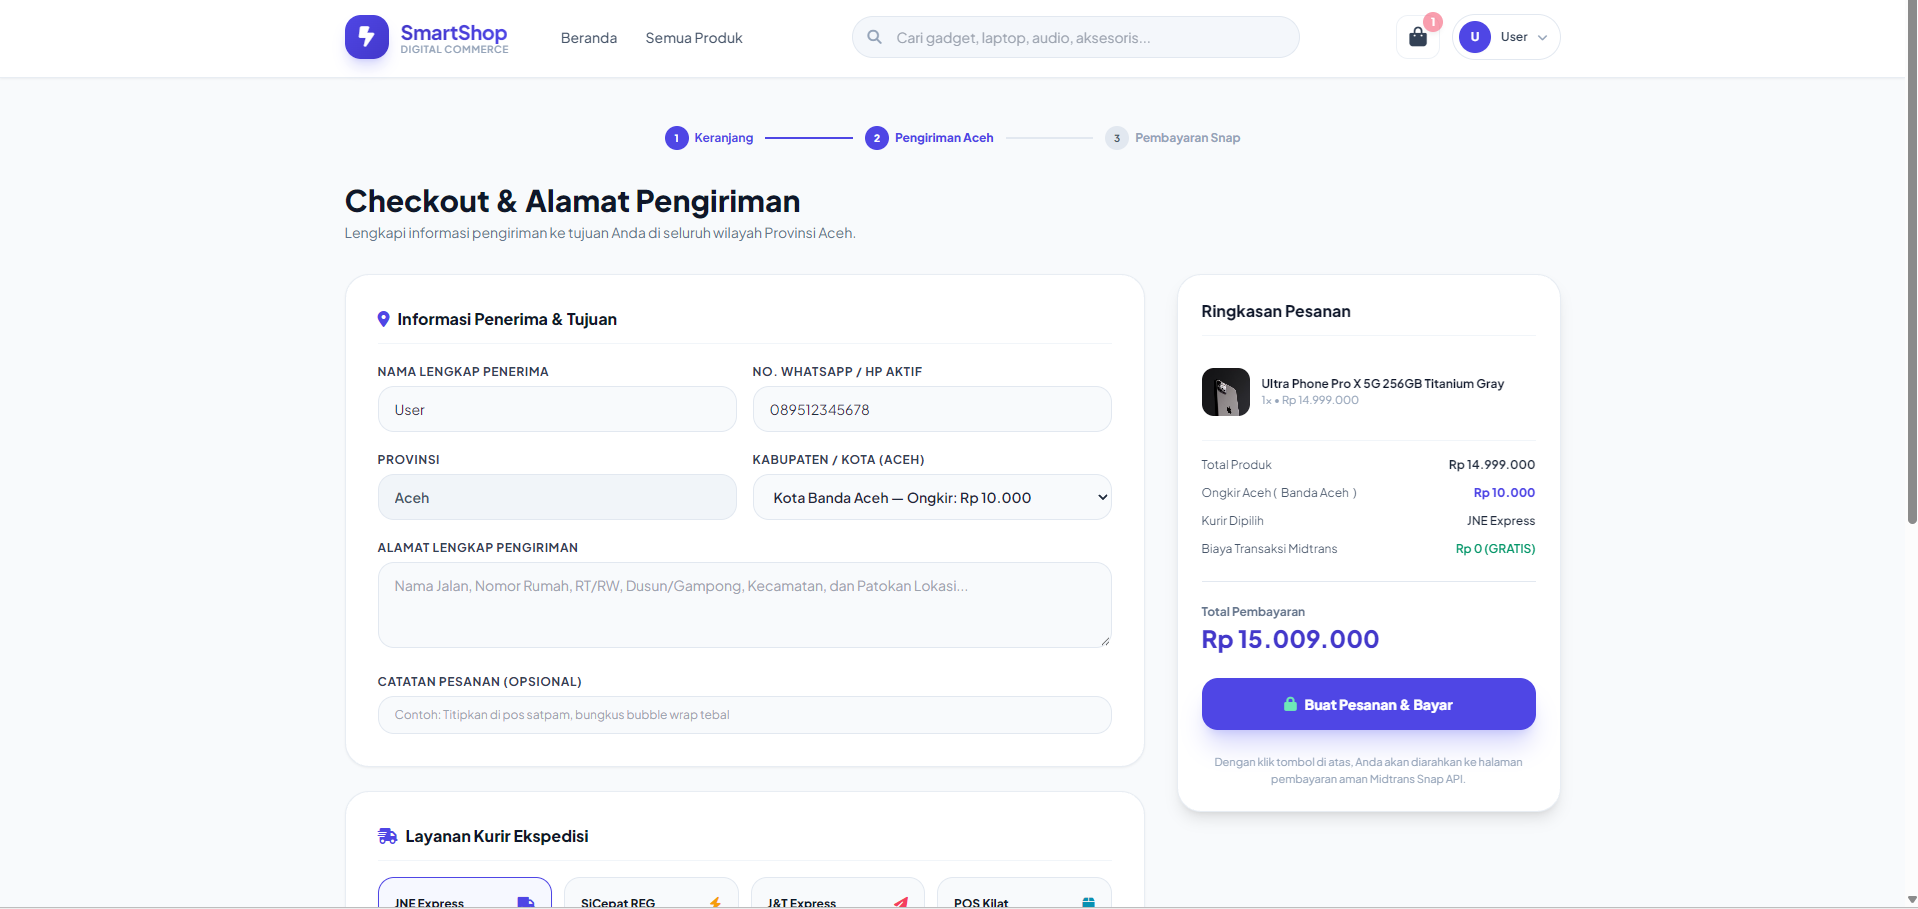 SmartShop
DIGITAL COMMERCE
Beranda
Semua Produk
Cari gadget, laptop, audio, aksesoris...
1
U
User
1 Keranjang
2 Pengiriman Aceh
3 Pembayaran Snap
Checkout & Alamat Pengiriman
Lengkapi informasi pengiriman ke tujuan Anda di seluruh wilayah Provinsi Aceh.
Informasi Penerima & Tujuan
NAMA LENGKAP PENERIMA
User
NO. WHATSAPP / HP AKTIF
089512345678
PROVINSI
Aceh
KABUPATEN / KOTA (ACEH)
Kota Banda Aceh — Ongkir: Rp 10.000
ALAMAT LENGKAP PENGIRIMAN
Nama Jalan, Nomor Rumah, RT/RW, Dusun/Gampong, Kecamatan, dan Patokan Lokasi...
CATATAN PESANAN (OPSIONAL)
Contoh: Titipkan di pos satpam, bungkus bubble wrap tebal
Layanan Kurir Ekspedisi
JNE Express
SiCepat REG
J&T Express
POS Kilat
Ringkasan Pesanan
Ultra Phone Pro X 5G 256GB Titanium Gray
1x • Rp 14.999.000
Total Produk Rp 14.999.000
Ongkir Aceh ( Banda Aceh ) Rp 10.000
Kurir Dipilih JNE Express
Biaya Transaksi Midtrans Rp 0 (GRATIS)
Total Pembayaran
Rp 15.009.000
Buat Pesanan & Bayar
Dengan klik tombol di atas, Anda akan diarahkan ke halaman
pembayaran aman Midtrans Snap API.